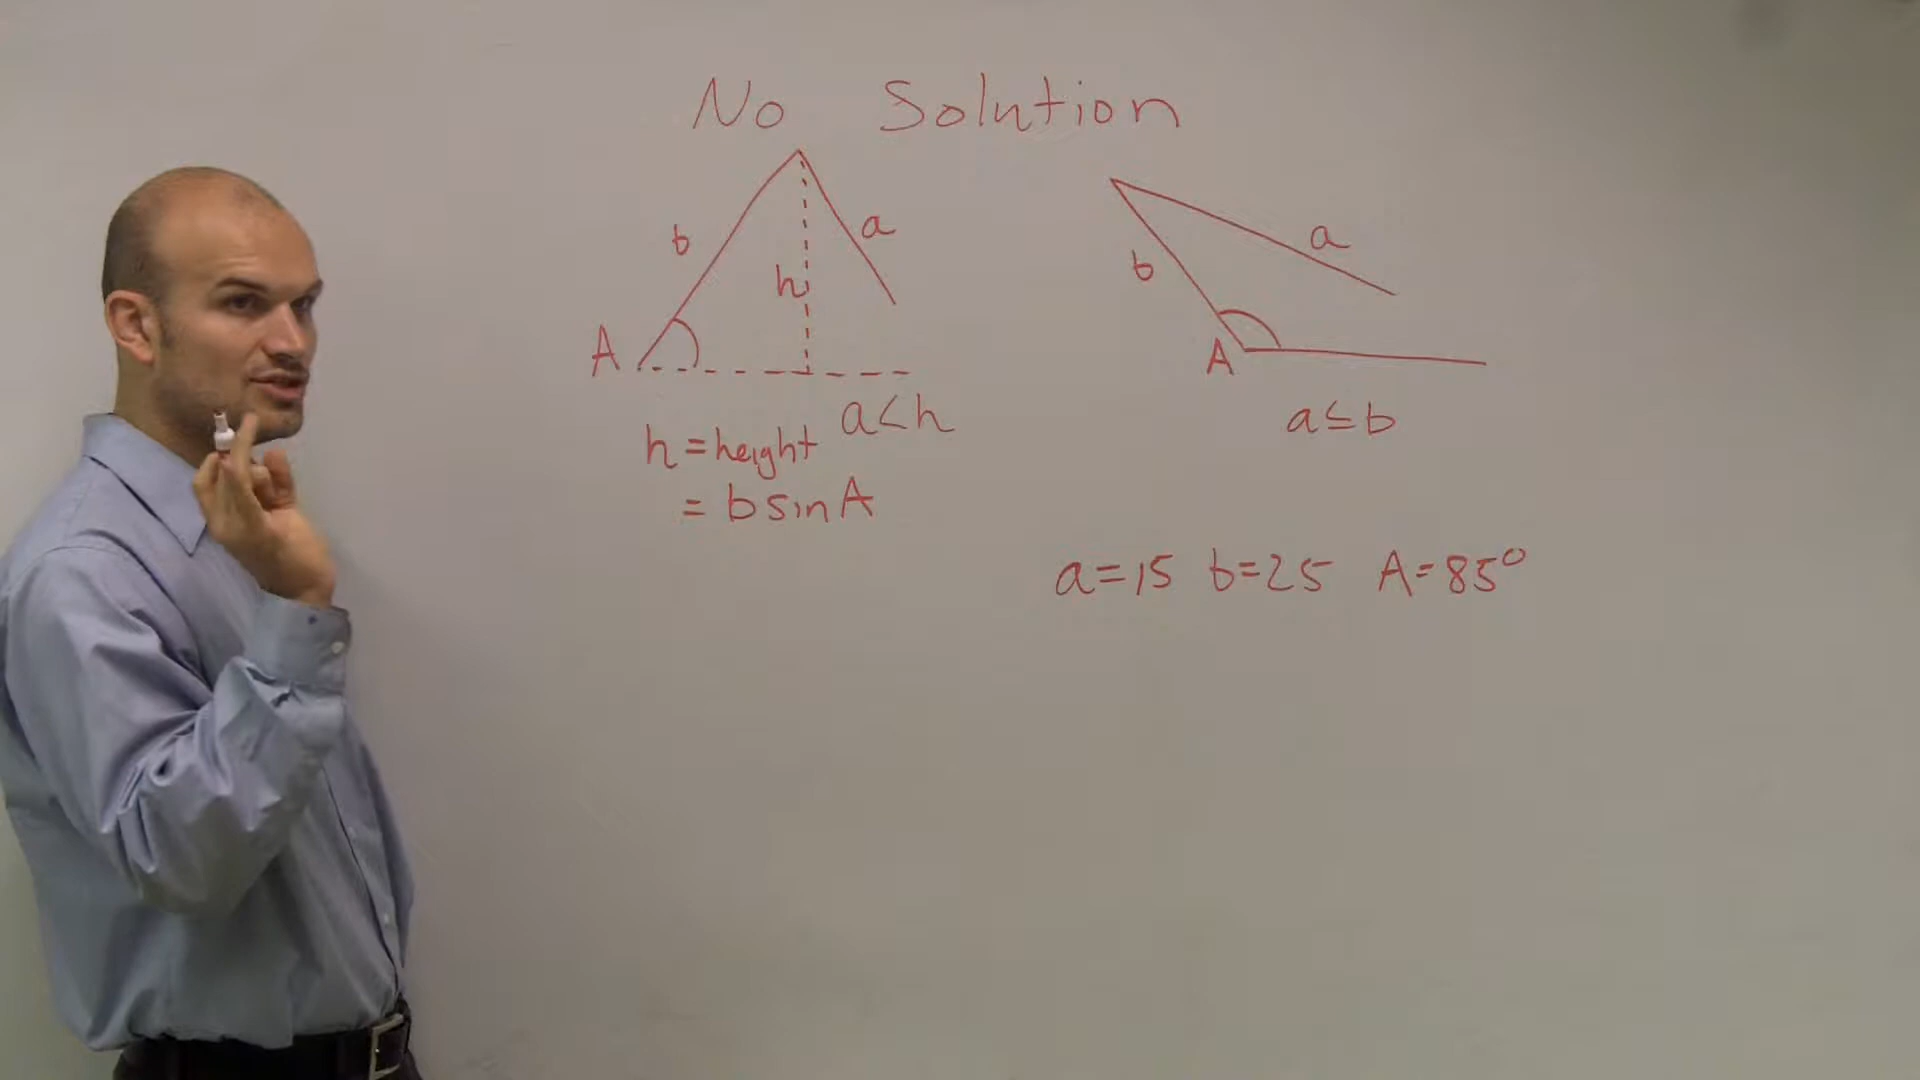 No Solution
b h a
A
a<h
h = height
= b sin A
a
b
A
a ≤ b
a=15 b=25 A=85°